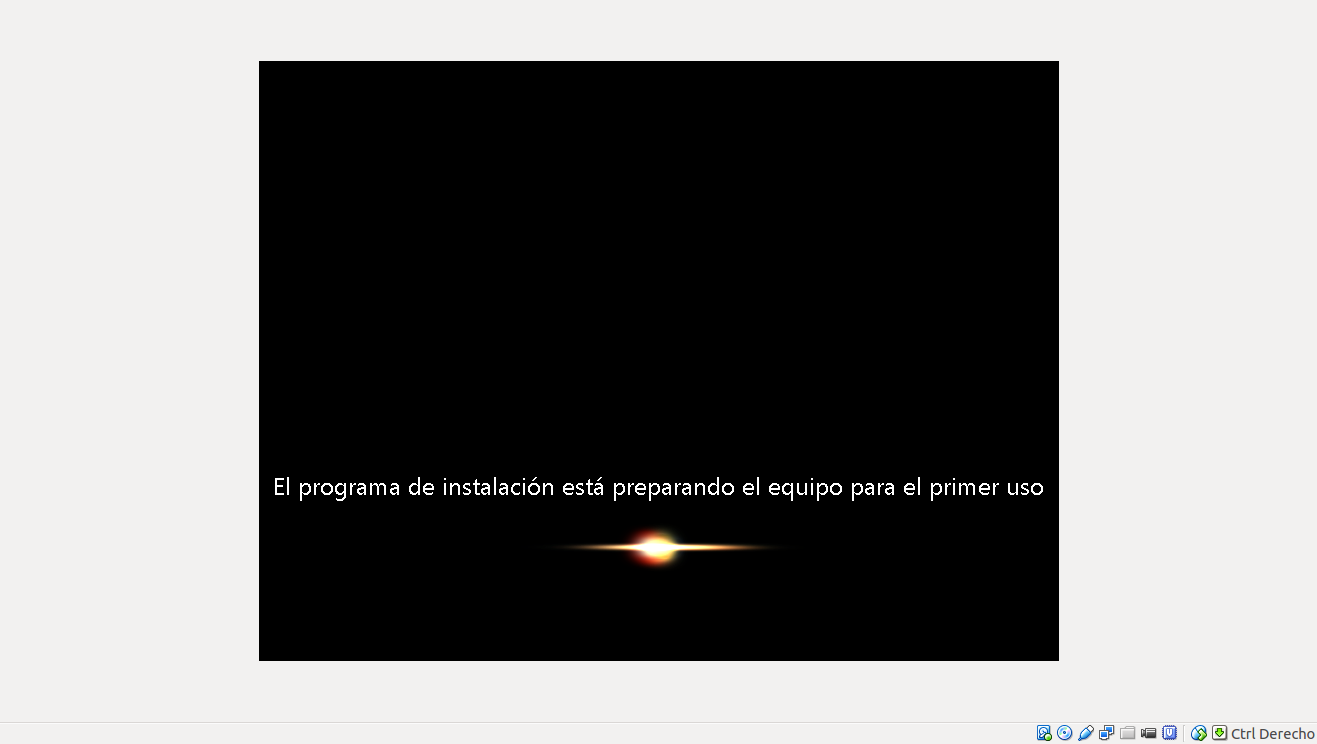 El programa de instalación está preparando el equipo para el primer uso
Ctrl Derecho